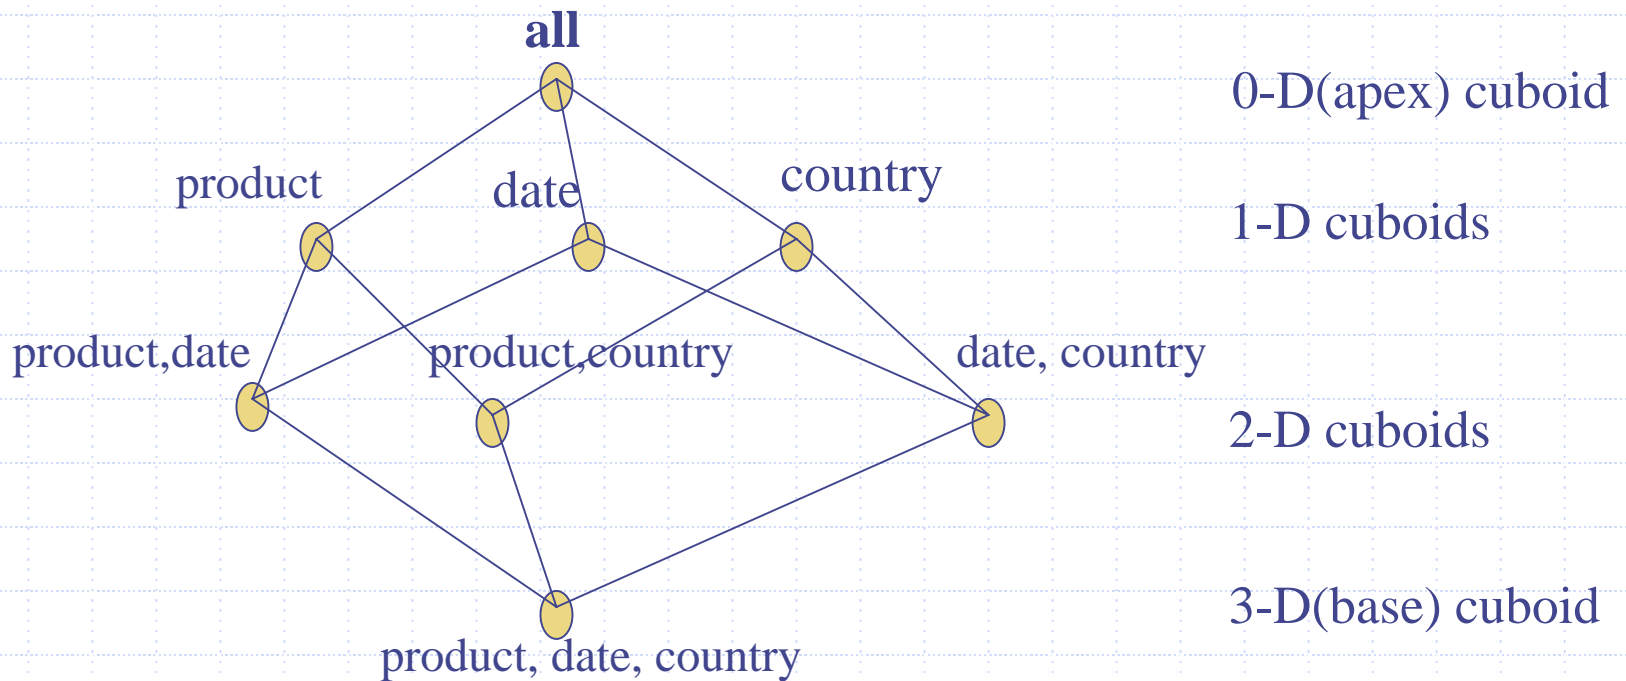 all
0-D(apex) cuboid
product
date
country
1-D cuboids
product,date
product,country
date, country
2-D cuboids
3-D(base) cuboid
product, date, country